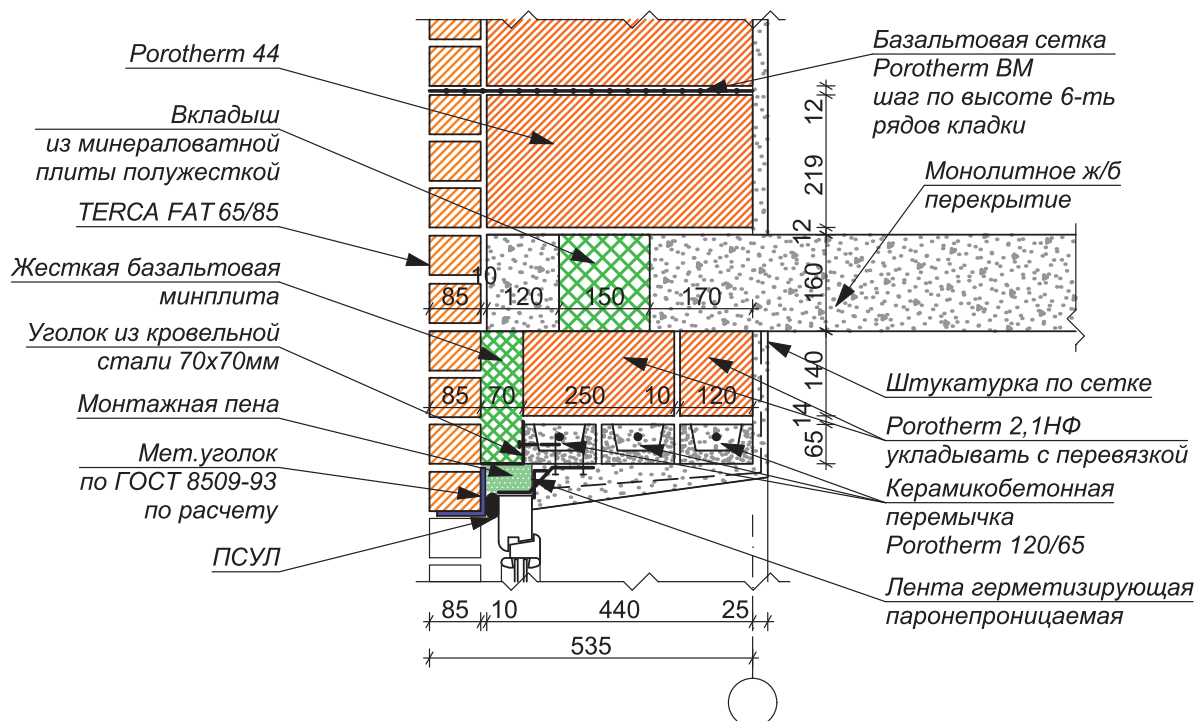 Porotherm 44
Вкладыш
из минераловатной
плиты полужесткой
TERCA FAT 65/85
Жесткая базальтовая
минплита
Уголок из кровельной
стали 70х70мм
Монтажная пена
Мет.уголок
по ГОСТ 8509-93
по расчету
ПСУЛ
Базальтовая сетка
Porotherm BM
шаг по высоте 6-ть
рядов кладки
Монолитное ж/б
перекрытие
Штукатурка по сетке
Porotherm 2,1НФ
укладывать с перевязкой
Керамикобетонная
перемычка
Porotherm 120/65
Лента герметизирующая
паронепроницаемая
12
219
12
160
140
14
65
10
85 120 150 170
85 70 250 10 120
85 10 440 25
535